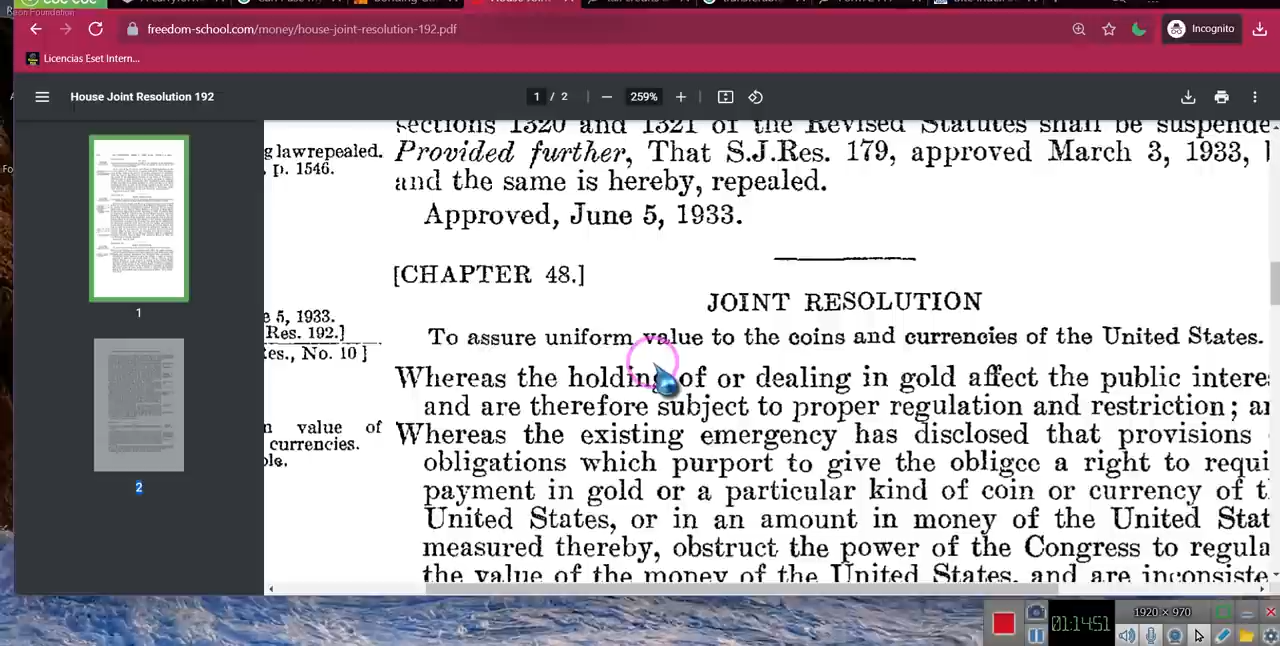 Incognito
freedom-school.com/money/house-joint-resolution-192.pdf
Licencias Eset Intern...
House Joint Resolution 192
1 / 2
259%
1
2
sections 1320 and 1321 of the Revised Statutes shall be suspende
g law repealed.
, p. 1546.
Provided further, That S.J.Res. 179, approved March 3, 1933,
and the same is hereby, repealed.
Approved, June 5, 1933.
[CHAPTER 48.]
JOINT RESOLUTION
e 5, 1933.
Res. 192.]
es., No. 10]
To assure uniform value to the coins and currencies of the United States.
Whereas the holding of or dealing in gold affect the public intere
and are therefore subject to proper regulation and restriction; an
n value of
currencies.
ble.
Whereas the existing emergency has disclosed that provisions
obligations which purport to give the obligee a right to requi
payment in gold or a particular kind of coin or currency of t
United States, or in an amount in money of the United Stat
measured thereby, obstruct the power of the Congress to regula
the value of the money of the United States, and are inconsiste
1920 × 970
01:14:51